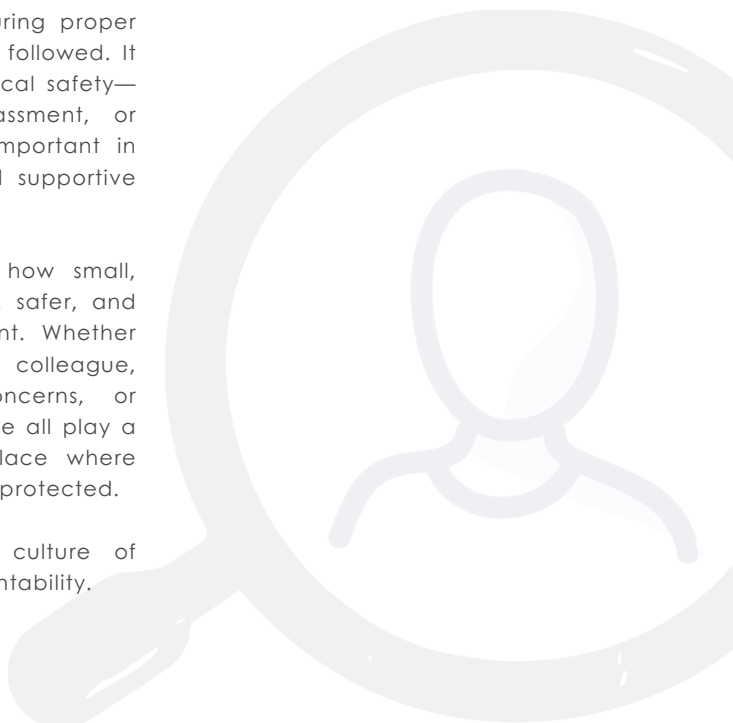 uring proper
followed. It
cal safety—
assment, or
mportant in
supportive
how small,
safer, and
nt. Whether
colleague,
oncerns, or
e all play a
lace where
protected.
culture of
ntability.